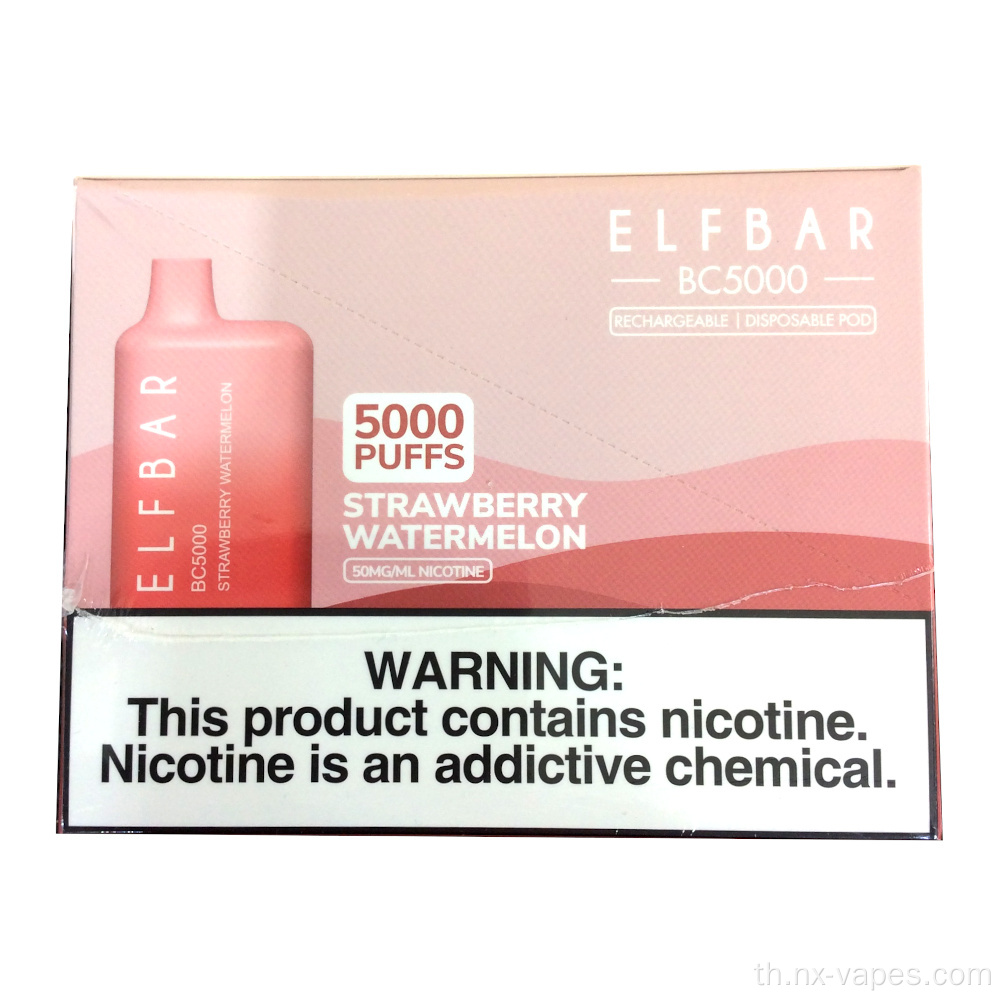 ELFBAR
BC5000
RECHARGEABLE | DISPOSABLE POD
ELFBAR
BC5000
STRAWBERRY WATERMELON
5000
PUFFS
STRAWBERRY
WATERMELON
50MG/ML NICOTINE
WARNING:
This product contains nicotine.
Nicotine is an addictive chemical.
th.nx-vapes.com